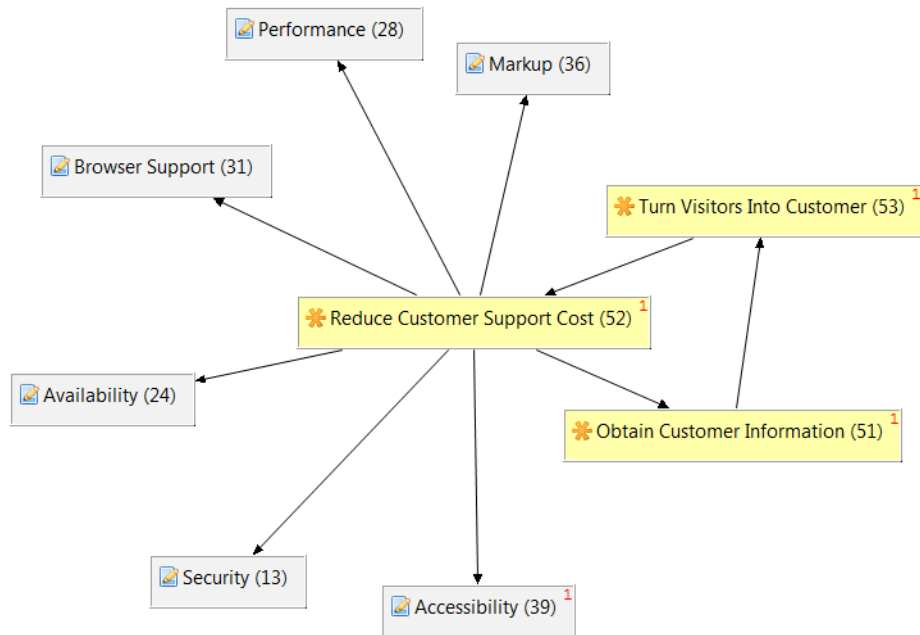 Performance (28)
Markup (36)
Browser Support (31)
Turn Visitors Into Customer (53) 1
Reduce Customer Support Cost (52) 1
Availability (24)
Obtain Customer Information (51) 1
Security (13)
Accessibility (39) 1